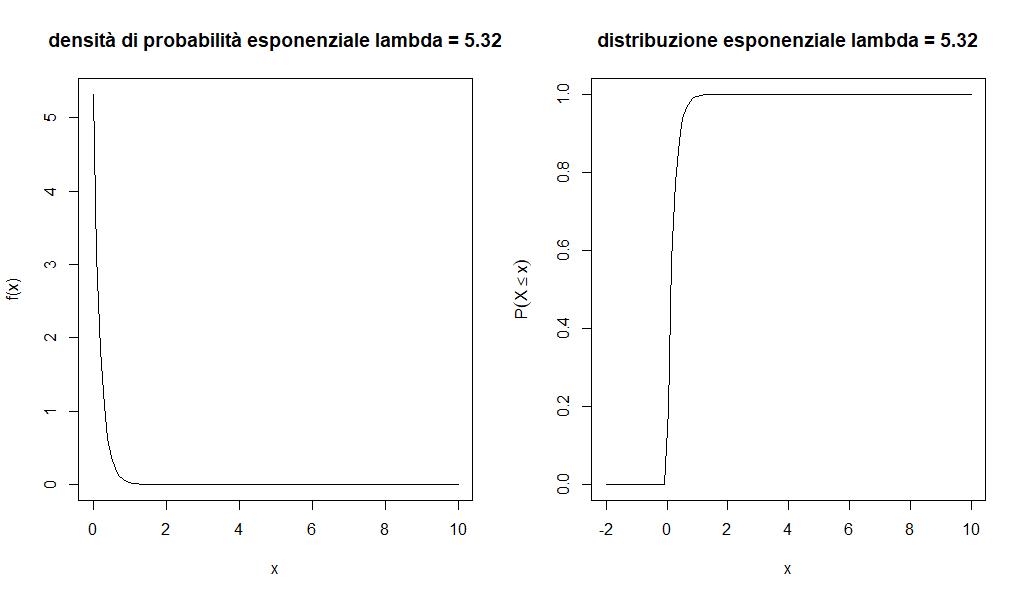 densità di probabilità esponenziale lambda = 5.32
f(x)
5
4
3
2
1
0
0 2 4 6 8 10
x
distribuzione esponenziale lambda = 5.32
P(X ≤ x)
1.0
0.8
0.6
0.4
0.2
0.0
-2 0 2 4 6 8 10
x